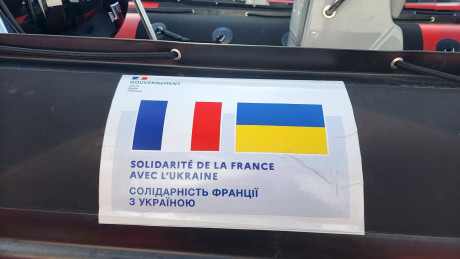 GOUVERNEMENT
SOLIDARITÉ DE LA FRANCE
AVEC L'UKRAINE
СОЛІДАРНІСТЬ ФРАНЦІЇ
З УКРАЇНОЮ